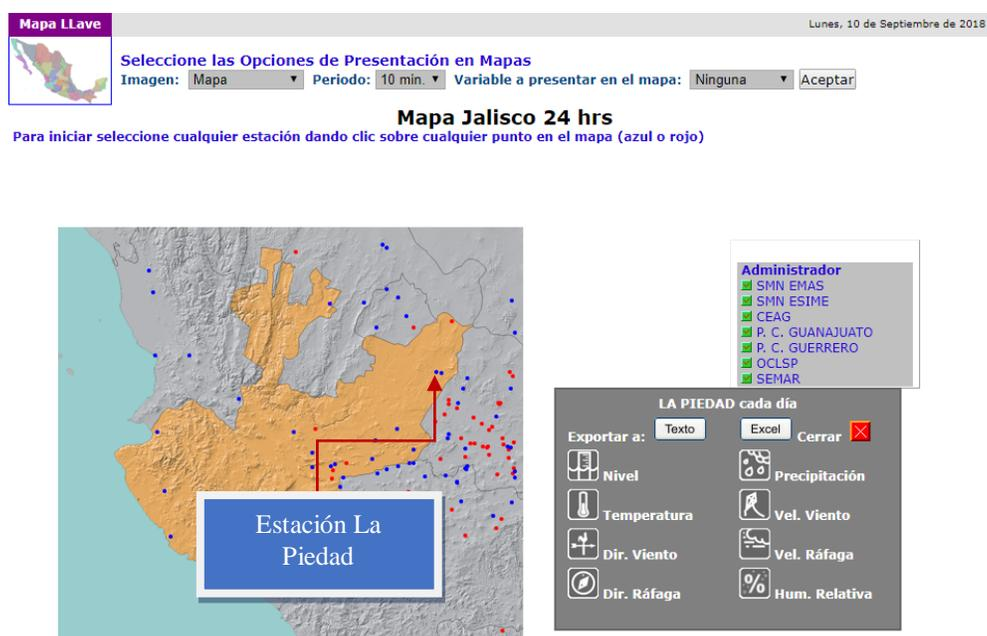 Mapa LLave
Lunes, 10 de Septiembre de 2018
Seleccione las Opciones de Presentación en Mapas
Imagen: Mapa Periodo: 10 min. Variable a presentar en el mapa: Ninguna Aceptar
Mapa Jalisco 24 hrs
Para iniciar seleccione cualquier estación dando clic sobre cualquier punto en el mapa (azul o rojo)
Administrador
SMN EMAS
SMN ESIME
CEAG
P. C. GUANAJUATO
P. C. GUERRERO
OCLSP
SEMAR
LA PIEDAD cada día
Exportar a: Texto Excel Cerrar
Nivel Precipitación
Temperatura Vel. Viento
Dir. Viento Vel. Ráfaga
Dir. Ráfaga % Hum. Relativa
Estación La
Piedad